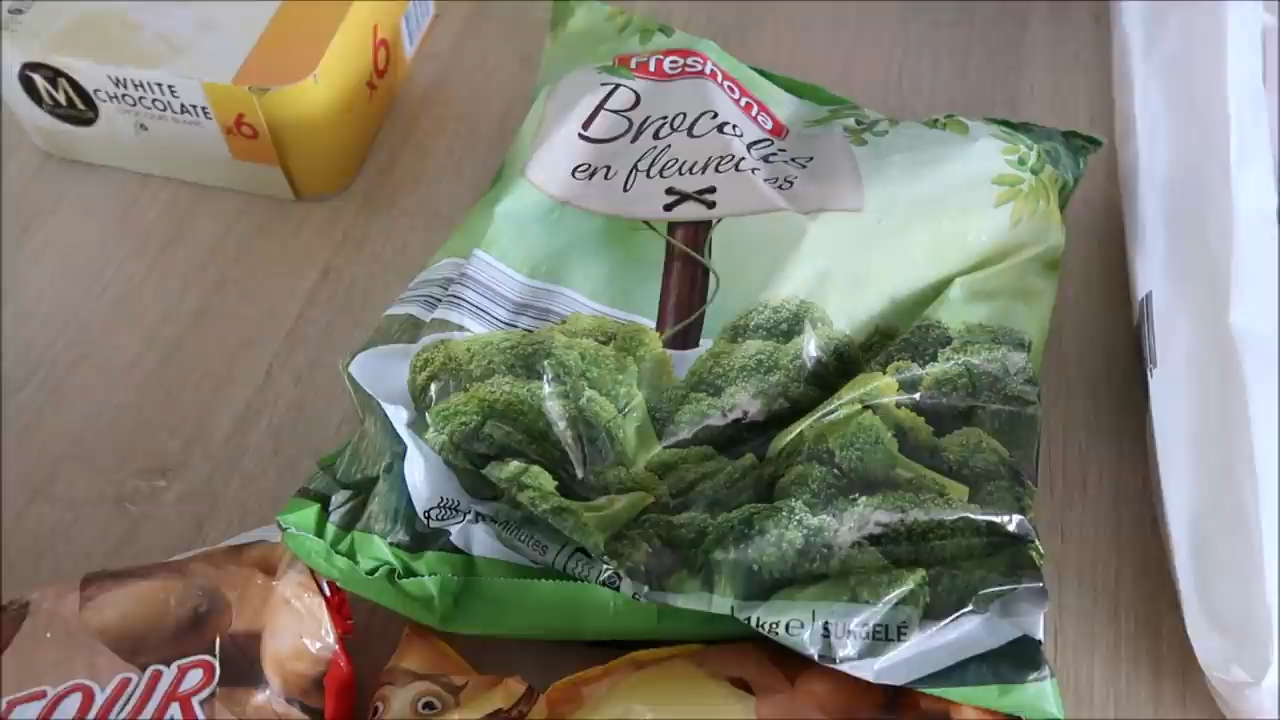 M
WHITE
CHOCOLATE
x6
x6
Freshona
Brocolis
en fleurettes
minutes
1kg e
SURGELÉ
FOUR